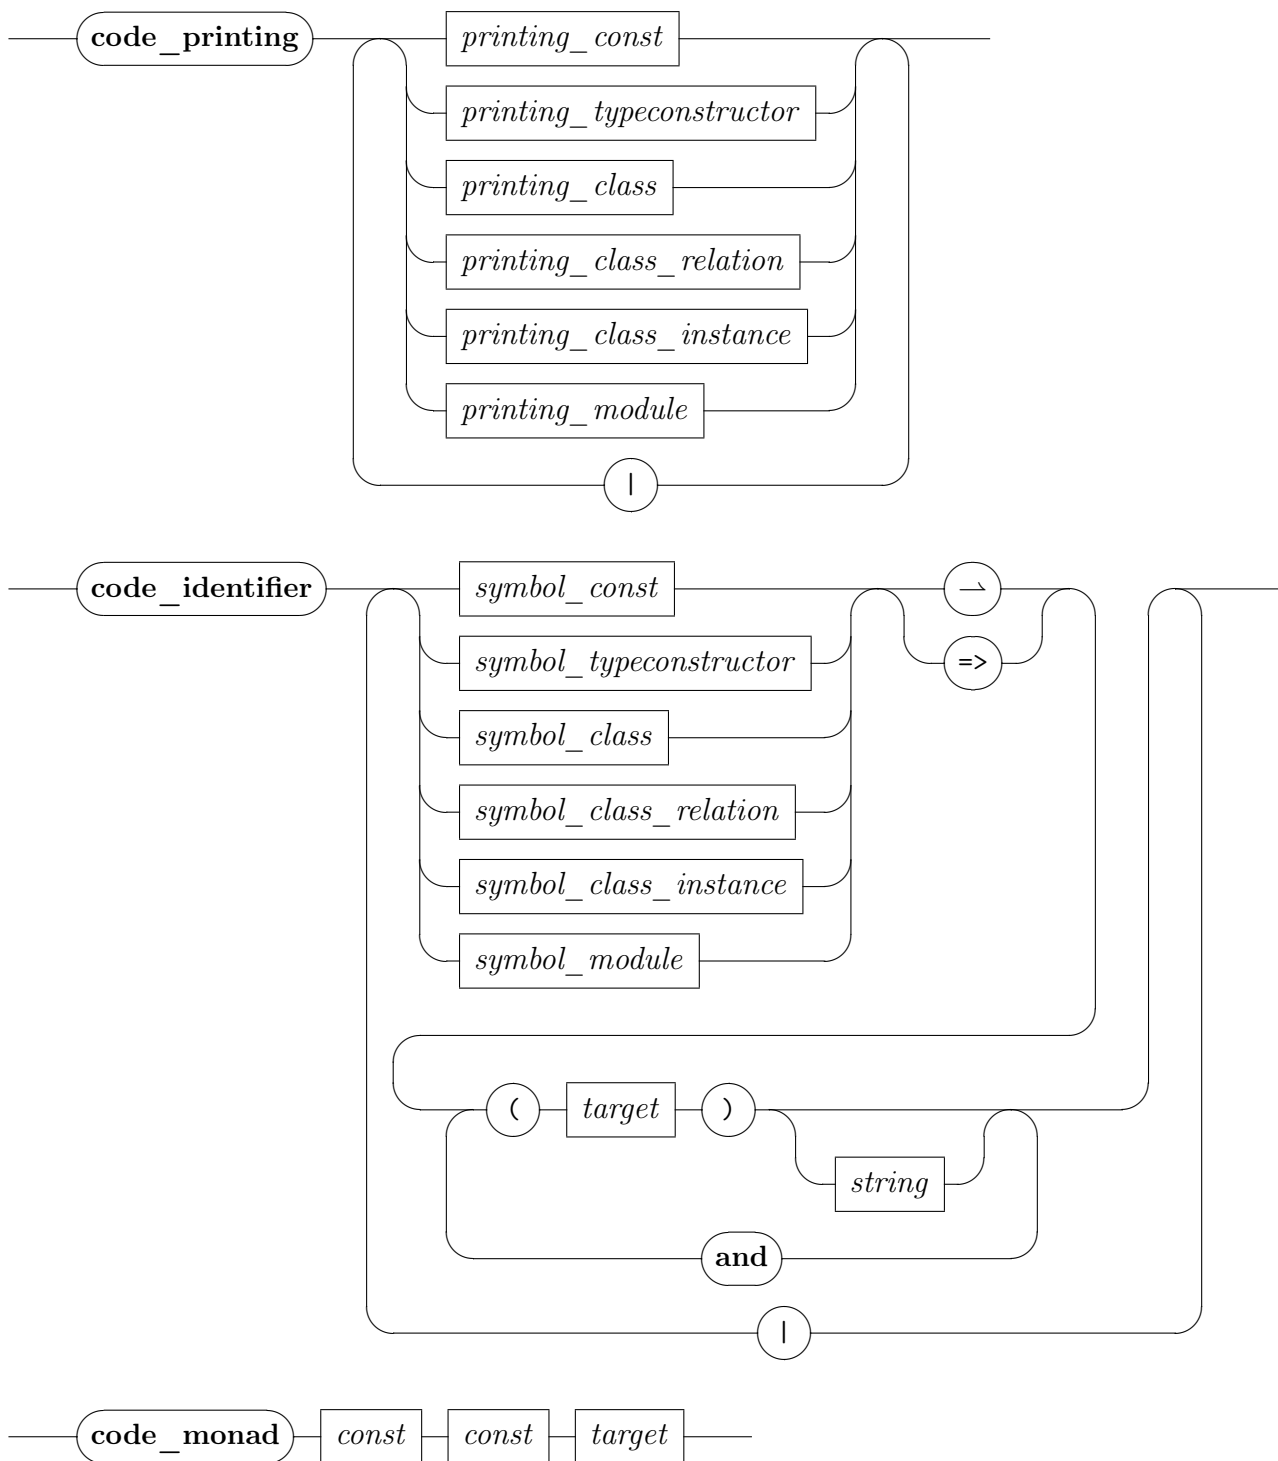 code_printing printing_const
printing_typeconstructor
printing_class
printing_class_relation
printing_class_instance
printing_module
|
code_identifier symbol_const ⇀
symbol_typeconstructor =>
symbol_class
symbol_class_relation
symbol_class_instance
symbol_module
( target )
string
and
|
code_monad const const target